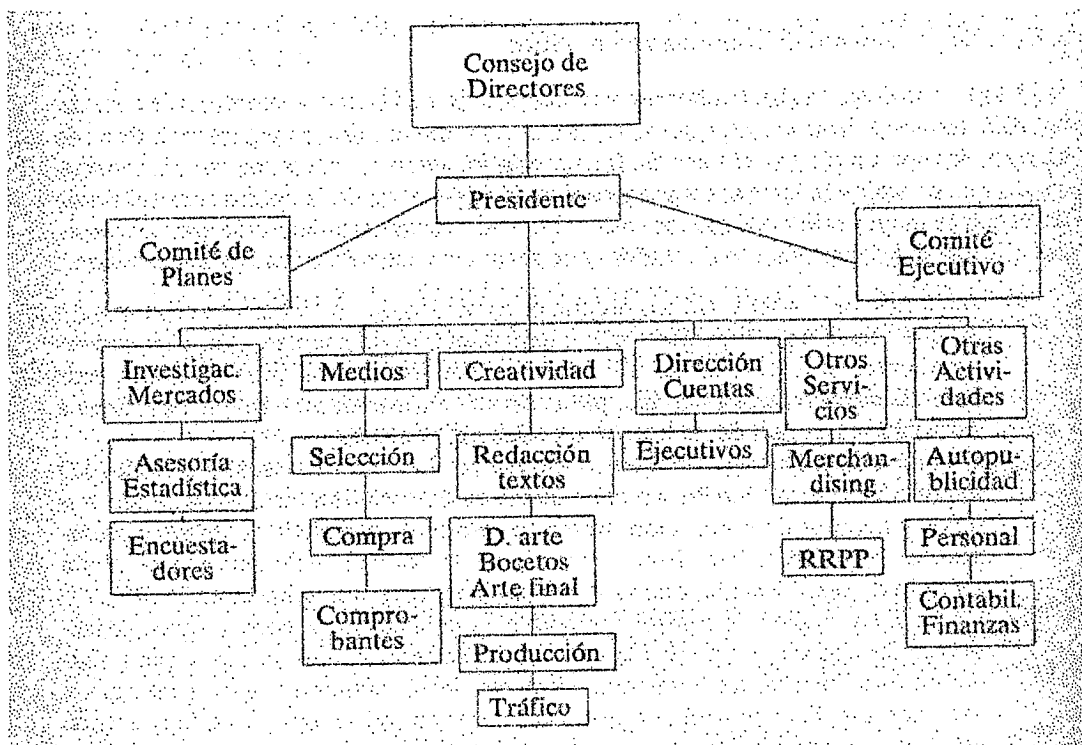 Consejo de
Directores
Presidente
Comité de
Planes
Comité
Ejecutivo
Investigac.
Mercados
Medios
Creatividad
Dirección
Cuentas
Otros
Servi-
cios
Otras
Activi-
dades
Asesoría
Estadística
Selección
Redacción
textos
Ejecutivos
Merchan-
dising
Autopu-
blicidad
Encuesta-
dores
Compra
D. arte
Bocetos
Arte final
RRPP
Personal
Compro-
bantes
Producción
Contabil.
Finanzas
Tráfico